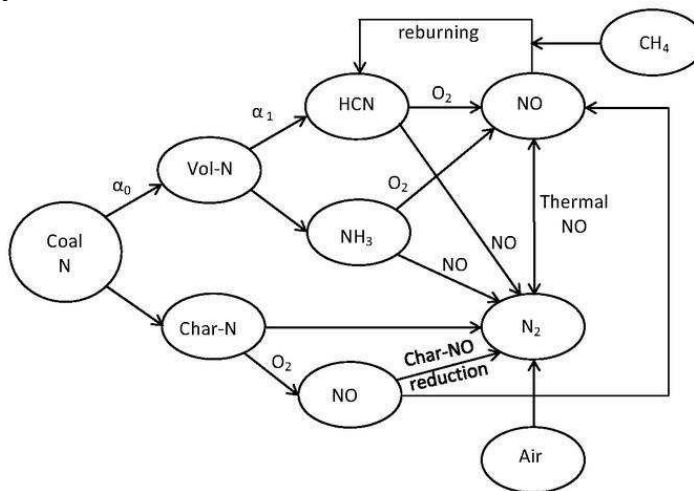 reburning
CH₄
HCN
O₂
NO
α₁
Vol-N
α₀
O₂
Thermal
NO
Coal
N
NH₃
NO
NO
Char-N
N₂
O₂
Char-NO
reduction
NO
Air